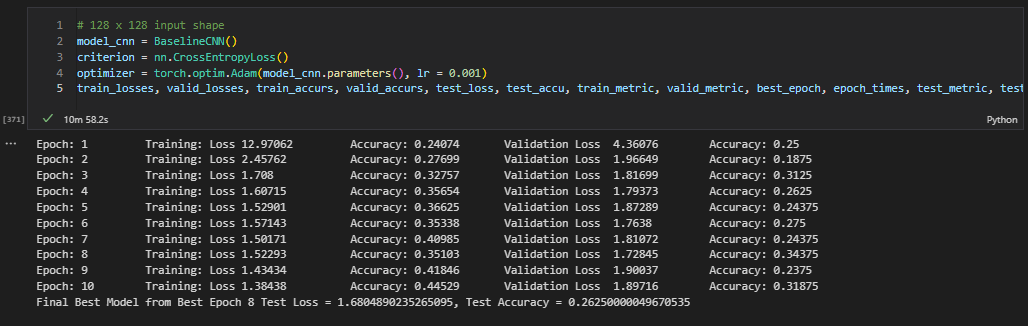 1 # 128 x 128 input shape
2 model_cnn = BaselineCNN()
3 criterion = nn.CrossEntropyLoss()
4 optimizer = torch.optim.Adam(model_cnn.parameters(), lr = 0.001)
5 train_losses, valid_losses, train_accurs, valid_accurs, test_loss, test_accu, train_metric, valid_metric, best_epoch, epoch_times, test_metric, test
[371] ✓ 10m 58.2s Python
... Epoch: 1 Training: Loss 12.97062 Accuracy: 0.24074 Validation Loss 4.36076 Accuracy: 0.25
Epoch: 2 Training: Loss 2.45762 Accuracy: 0.27699 Validation Loss 1.96649 Accuracy: 0.1875
Epoch: 3 Training: Loss 1.708 Accuracy: 0.32757 Validation Loss 1.81699 Accuracy: 0.3125
Epoch: 4 Training: Loss 1.60715 Accuracy: 0.35654 Validation Loss 1.79373 Accuracy: 0.2625
Epoch: 5 Training: Loss 1.52901 Accuracy: 0.36625 Validation Loss 1.87289 Accuracy: 0.24375
Epoch: 6 Training: Loss 1.57143 Accuracy: 0.35338 Validation Loss 1.7638 Accuracy: 0.275
Epoch: 7 Training: Loss 1.50171 Accuracy: 0.40985 Validation Loss 1.81072 Accuracy: 0.24375
Epoch: 8 Training: Loss 1.52293 Accuracy: 0.35103 Validation Loss 1.72845 Accuracy: 0.34375
Epoch: 9 Training: Loss 1.43434 Accuracy: 0.41846 Validation Loss 1.90037 Accuracy: 0.2375
Epoch: 10 Training: Loss 1.38438 Accuracy: 0.44529 Validation Loss 1.89716 Accuracy: 0.31875
Final Best Model from Best Epoch 8 Test Loss = 1.6804890235265095, Test Accuracy = 0.26250000049670535